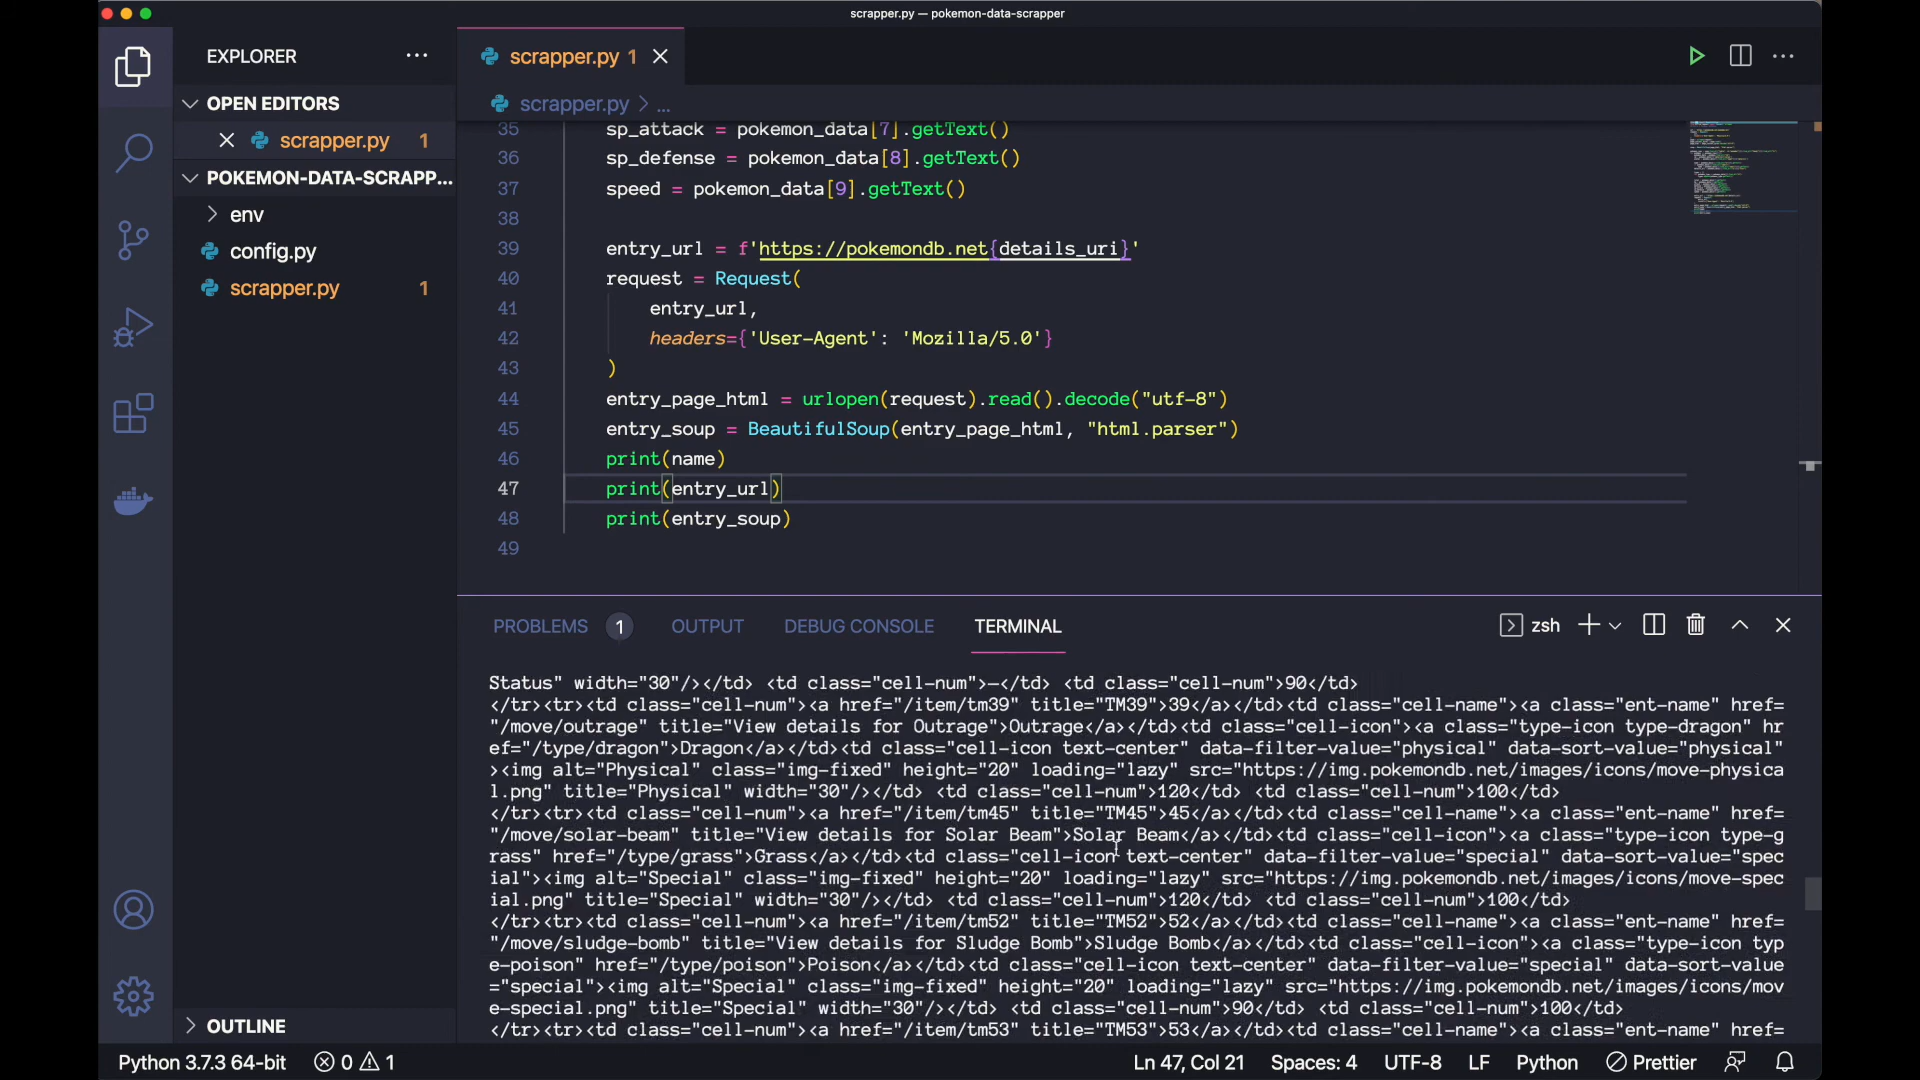 scrapper.py — pokemon-data-scrapper
EXPLORER
OPEN EDITORS
scrapper.py 1
POKEMON-DATA-SCRAPP...
env
config.py
scrapper.py 1
OUTLINE
scrapper.py 1
scrapper.py > ...
35 sp_attack = pokemon_data[7].getText()
36 sp_defense = pokemon_data[8].getText()
37 speed = pokemon_data[9].getText()
38
39 entry_url = f'https://pokemondb.net{details_uri}'
40 request = Request(
41 entry_url,
42 headers={'User-Agent': 'Mozilla/5.0'}
43 )
44 entry_page_html = urlopen(request).read().decode("utf-8")
45 entry_soup = BeautifulSoup(entry_page_html, "html.parser")
46 print(name)
47 print(entry_url)
48 print(entry_soup)
49
PROBLEMS 1 OUTPUT DEBUG CONSOLE TERMINAL zsh
Status" width="30"/></td> <td class="cell-num">—</td> <td class="cell-num">90</td>
</tr><tr><td class="cell-num"><a href="/item/tm39" title="TM39">39</a></td><td class="cell-name"><a class="ent-name" href=
"/move/outrage" title="View details for Outrage">Outrage</a></td><td class="cell-icon"><a class="type-icon type-dragon" hr
ef="/type/dragon">Dragon</a></td><td class="cell-icon text-center" data-filter-value="physical" data-sort-value="physical"
><img alt="Physical" class="img-fixed" height="20" loading="lazy" src="https://img.pokemondb.net/images/icons/move-physica
l.png" title="Physical" width="30"/></td> <td class="cell-num">120</td> <td class="cell-num">100</td>
</tr><tr><td class="cell-num"><a href="/item/tm45" title="TM45">45</a></td><td class="cell-name"><a class="ent-name" href=
"/move/solar-beam" title="View details for Solar Beam">Solar Beam</a></td><td class="cell-icon"><a class="type-icon type-g
rass" href="/type/grass">Grass</a></td><td class="cell-icon text-center" data-filter-value="special" data-sort-value="spec
ial"><img alt="Special" class="img-fixed" height="20" loading="lazy" src="https://img.pokemondb.net/images/icons/move-spec
ial.png" title="Special" width="30"/></td> <td class="cell-num">120</td> <td class="cell-num">100</td>
</tr><tr><td class="cell-num"><a href="/item/tm52" title="TM52">52</a></td><td class="cell-name"><a class="ent-name" href=
"/move/sludge-bomb" title="View details for Sludge Bomb">Sludge Bomb</a></td><td class="cell-icon"><a class="type-icon typ
e-poison" href="/type/poison">Poison</a></td><td class="cell-icon text-center" data-filter-value="special" data-sort-value
="special"><img alt="Special" class="img-fixed" height="20" loading="lazy" src="https://img.pokemondb.net/images/icons/mov
e-special.png" title="Special" width="30"/></td> <td class="cell-num">90</td> <td class="cell-num">100</td>
</tr><tr><td class="cell-num"><a href="/item/tm53" title="TM53">53</a></td><td class="cell-name"><a class="ent-name" href=
Python 3.7.3 64-bit 0 1 Ln 47, Col 21 Spaces: 4 UTF-8 LF Python Prettier